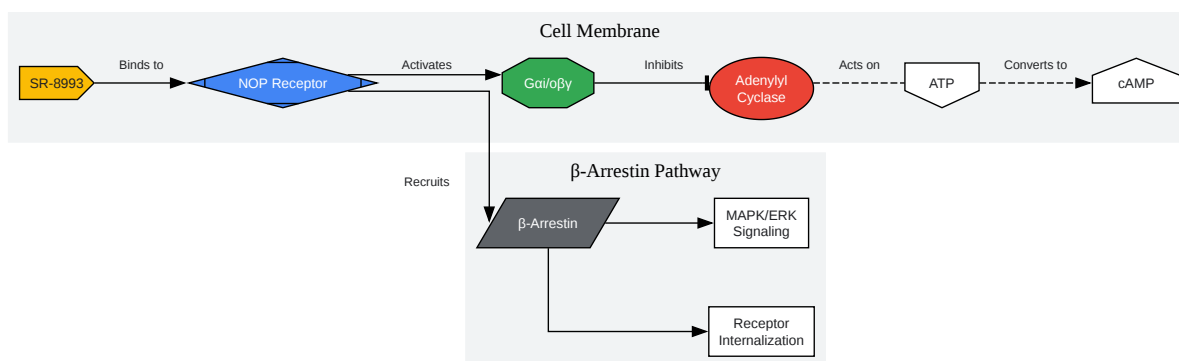 Cell Membrane
SR-8993
Binds to
NOP Receptor
Activates
Gαi/oβγ
Inhibits
Adenylyl
Cyclase
Acts on
ATP
Converts to
cAMP
Recruits
β-Arrestin Pathway
β-Arrestin
MAPK/ERK
Signaling
Receptor
Internalization